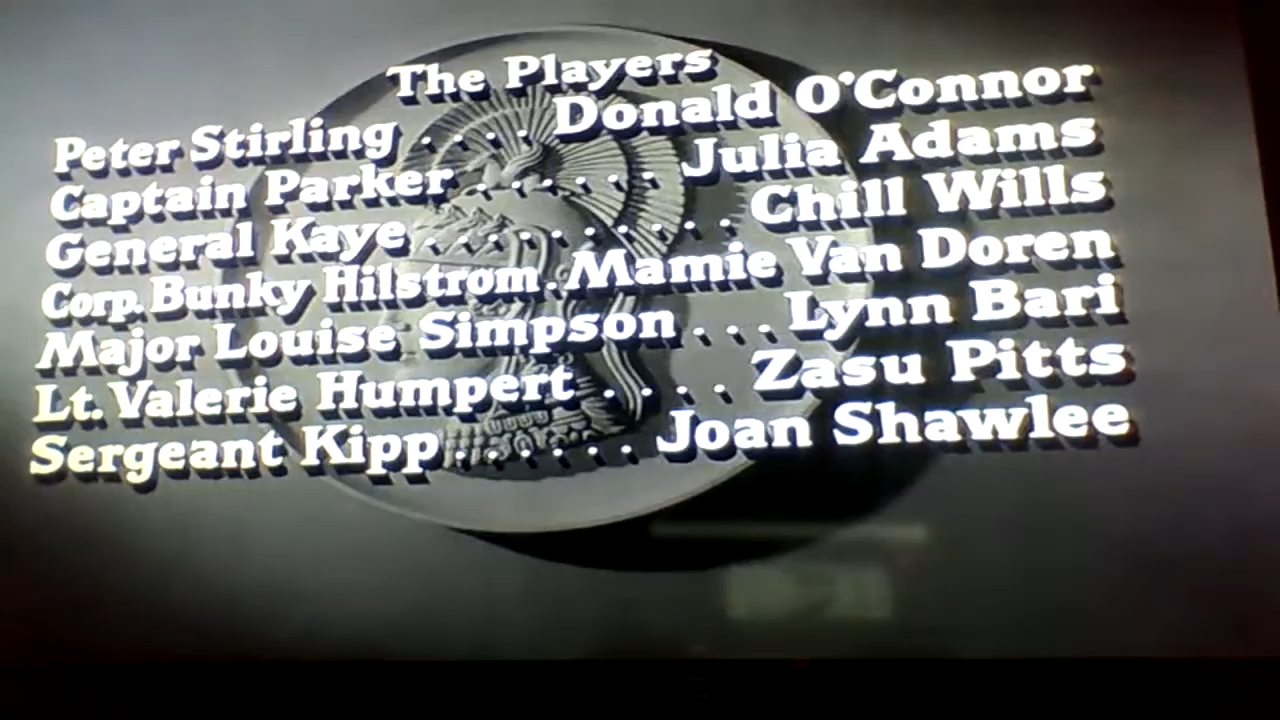 The Players
Peter Stirling . . . . Donald O'Connor
Captain Parker . . . . . . Julia Adams
General Kaye . . . . . . . . . . Chill Wills
Corp. Bunky Hilstrom . Mamie Van Doren
Major Louise Simpson . . . Lynn Bari
Lt. Valerie Humpert . . . . Zasu Pitts
Sergeant Kipp . . . . . . Joan Shawlee